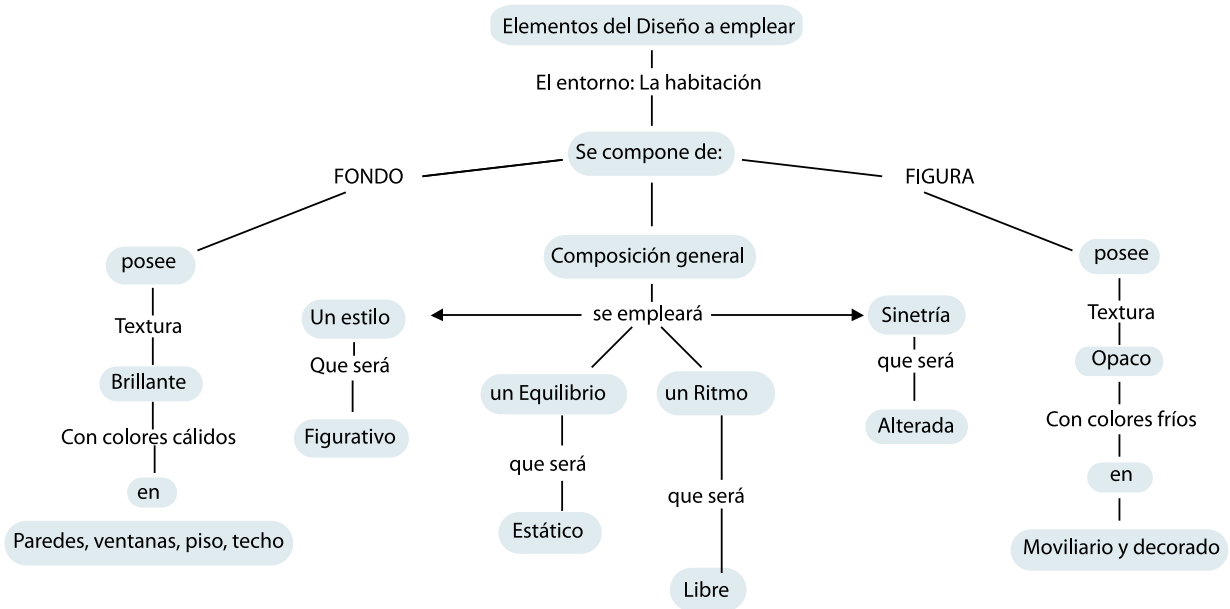 Elementos del Diseño a emplear
El entorno: La habitación
Se compone de:
FONDO
FIGURA
posee
Textura
Brillante
Con colores cálidos
en
Paredes, ventanas, piso, techo
Composición general
se empleará
Un estilo
Que será
Figurativo
un Equilibrio
que será
Estático
un Ritmo
que será
Libre
Sinetría
que será
Alterada
posee
Textura
Opaco
Con colores fríos
en
Moviliario y decorado